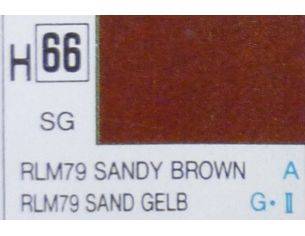 H 66
SG
RLM79 SANDY BROWN A
RLM79 SAND GELB G・II